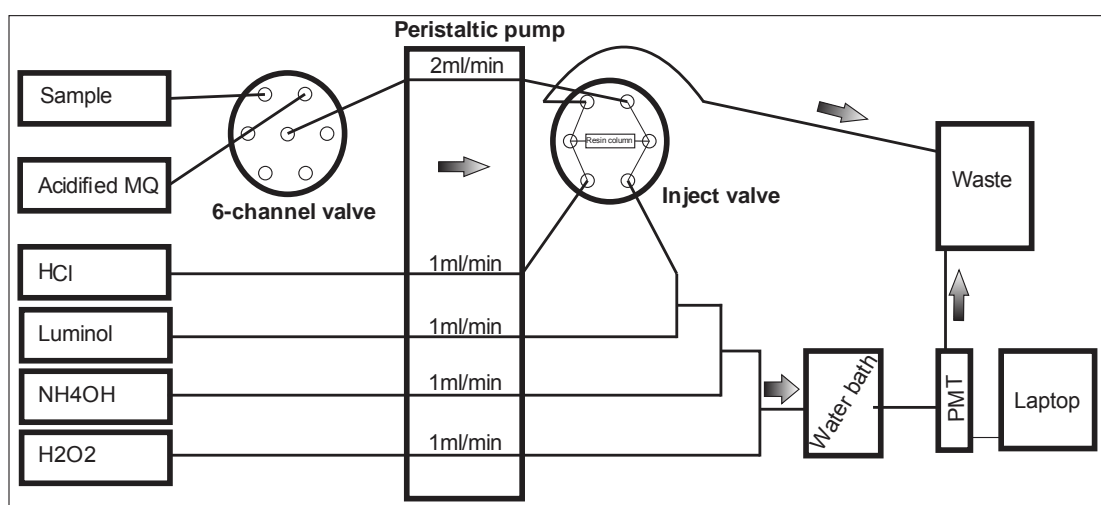 Peristaltic pump
2ml/min
Sample
Acidified MQ
6-channel valve
Resin column
Inject valve
Waste
HCl
1ml/min
Luminol
1ml/min
NH4OH
1ml/min
H2O2
1ml/min
Water bath
PMT
Laptop